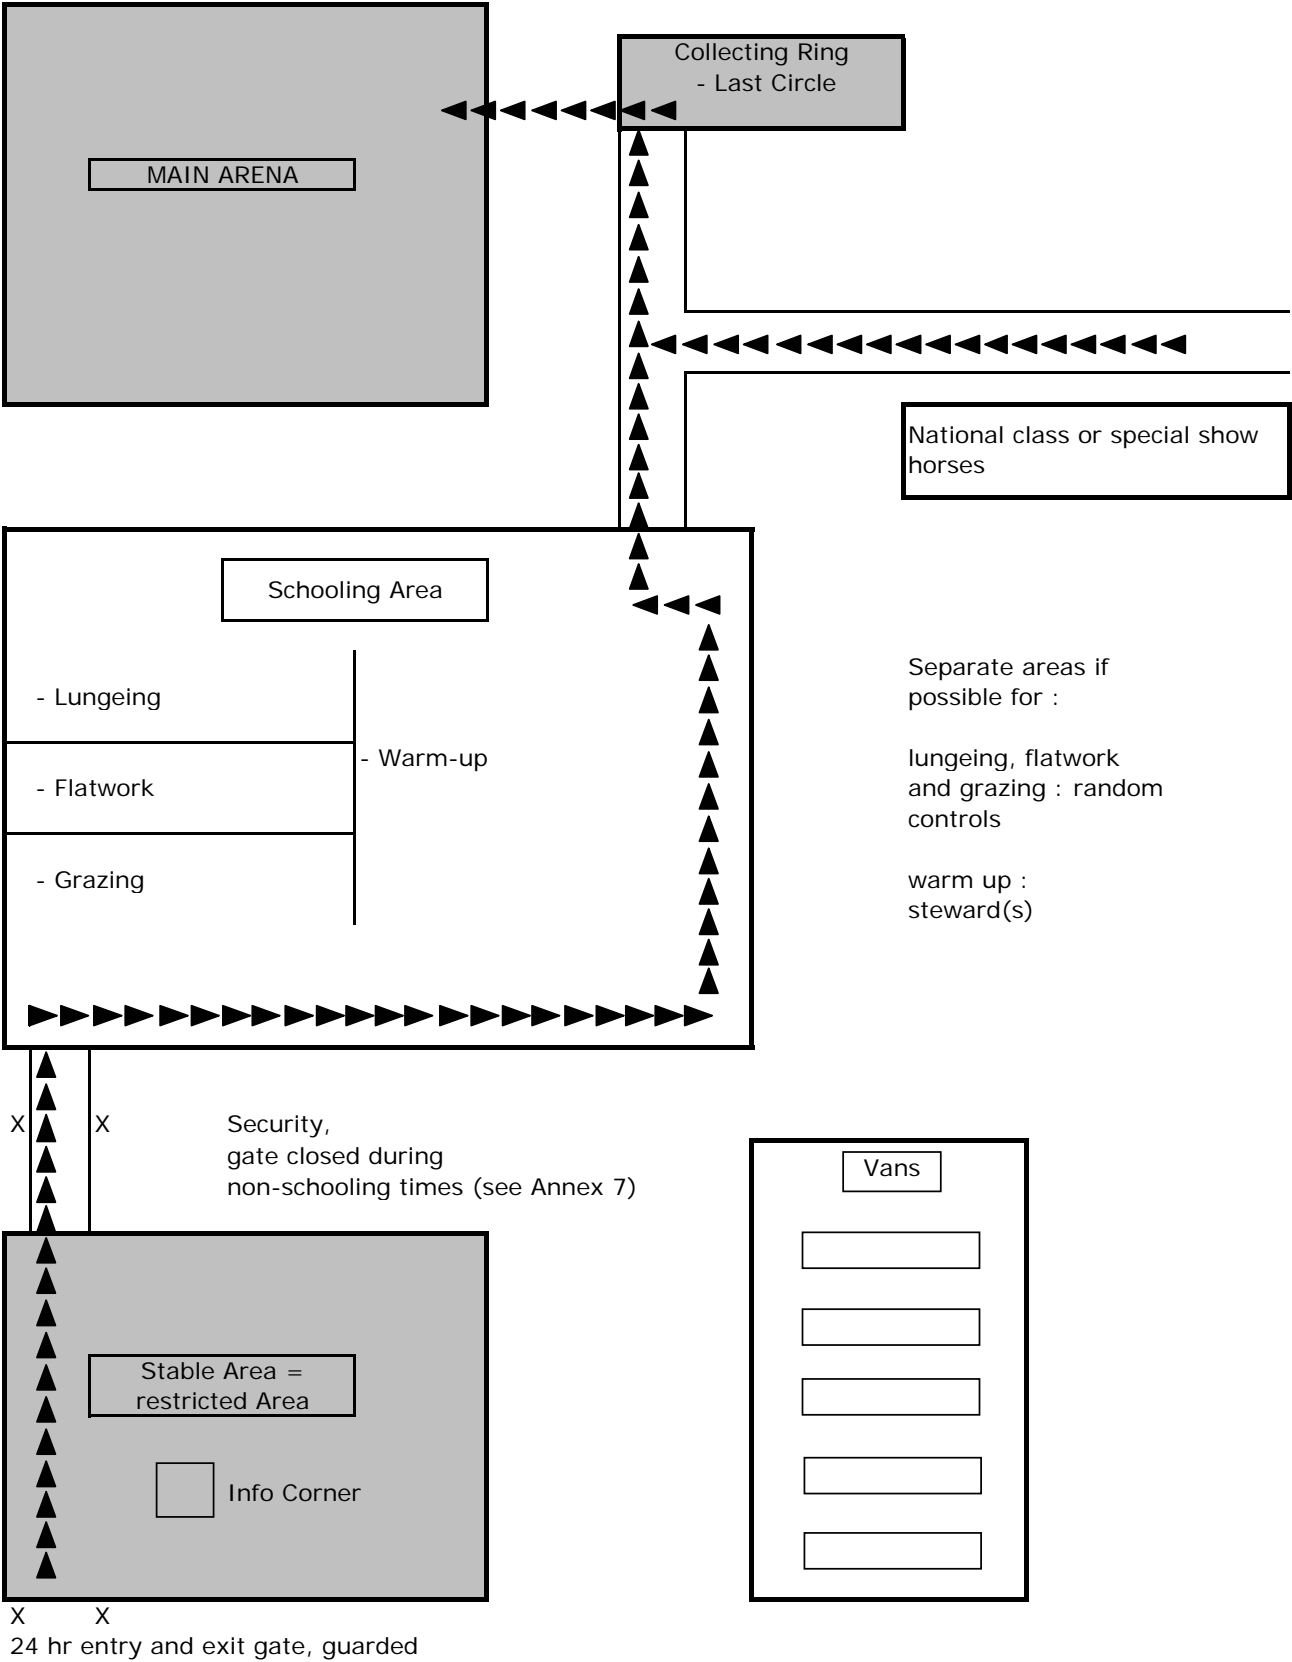 Collecting Ring
- Last Circle
MAIN ARENA
National class or special show
horses
Schooling Area
- Lungeing
- Flatwork
- Grazing
- Warm-up
Separate areas if
possible for :
lungeing, flatwork
and grazing : random
controls
warm up :
steward(s)
X X
Security,
gate closed during
non-schooling times (see Annex 7)
Vans
Stable Area =
restricted Area
Info Corner
X X
24 hr entry and exit gate, guarded